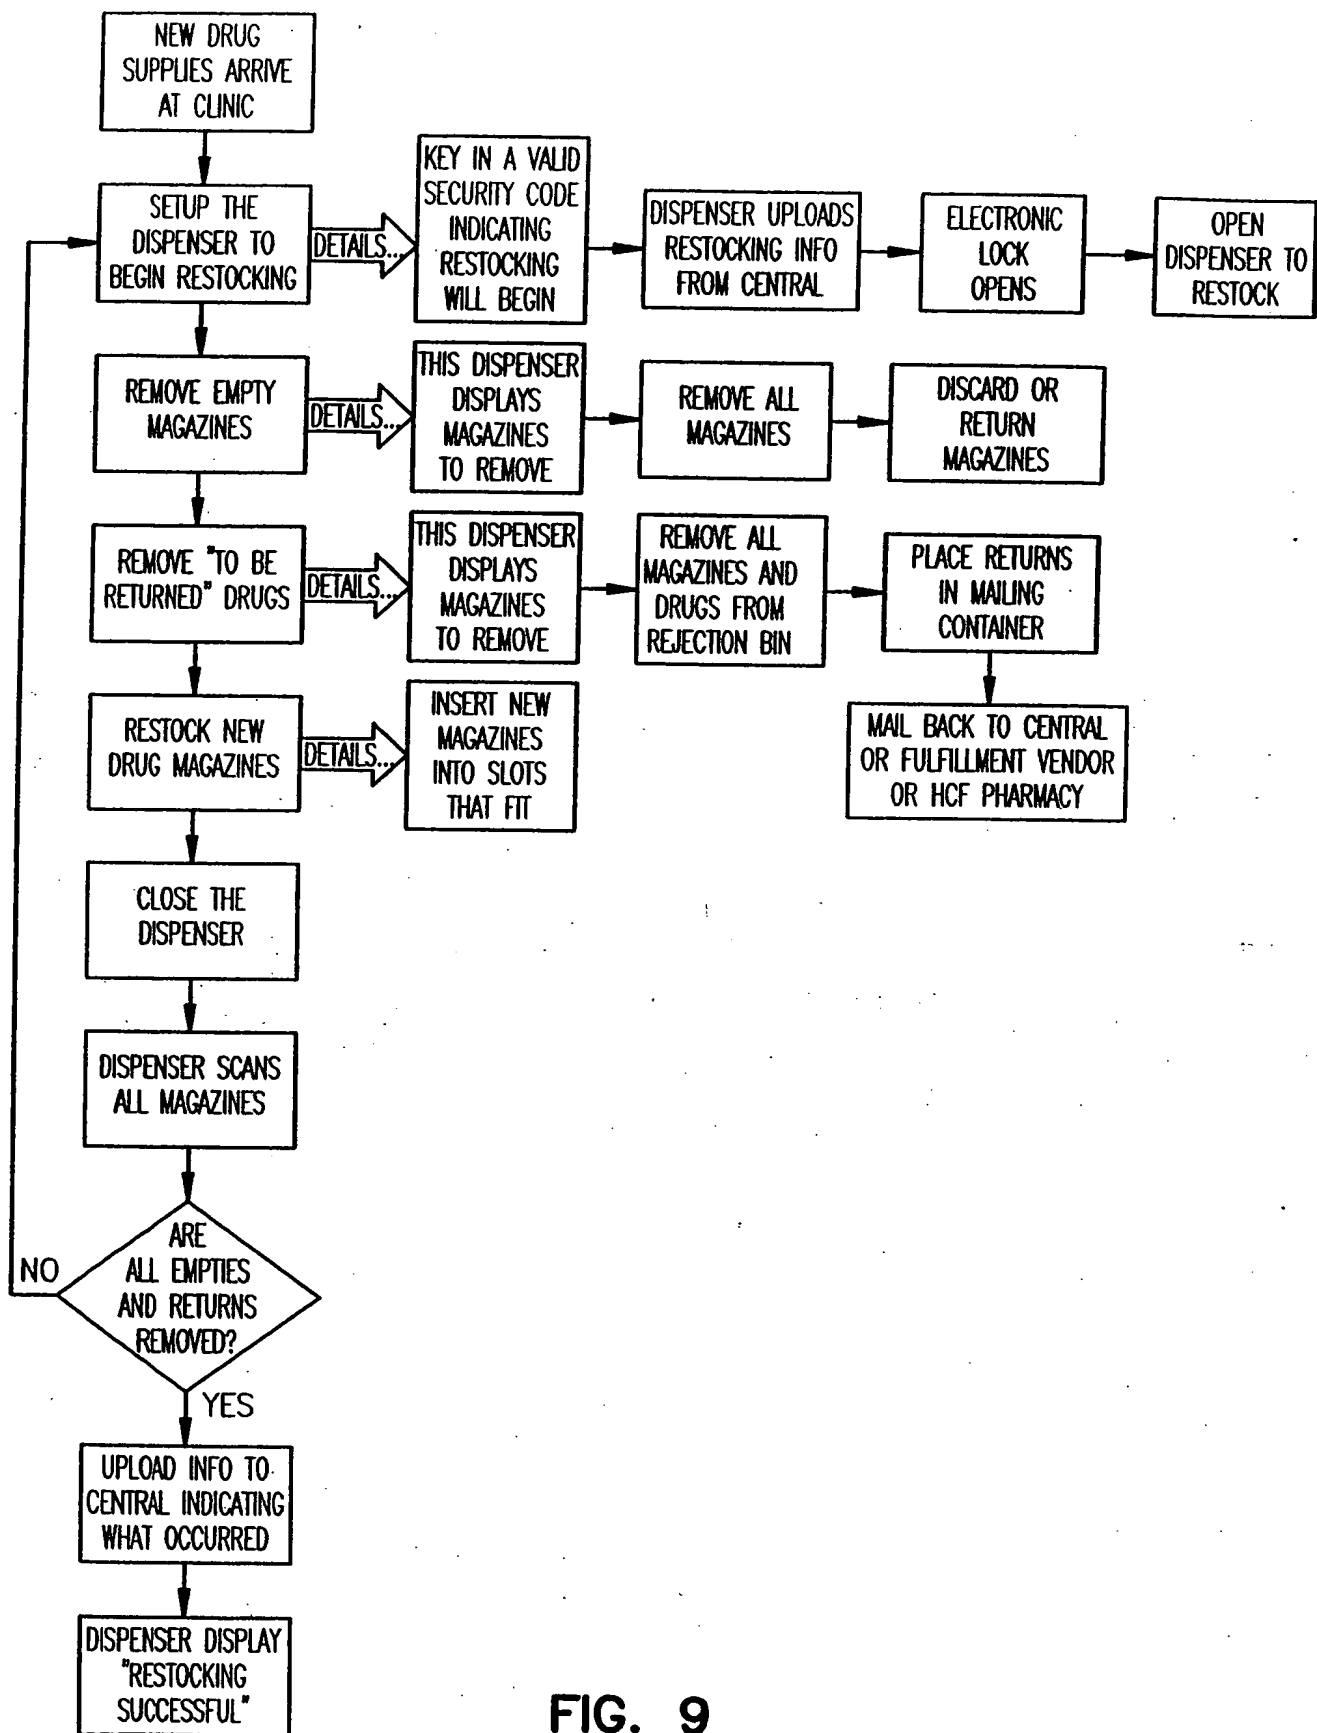 NEW DRUG
SUPPLIES ARRIVE
AT CLINIC
SETUP THE
DISPENSER TO
BEGIN RESTOCKING
DETAILS...
KEY IN A VALID
SECURITY CODE
INDICATING
RESTOCKING
WILL BEGIN
DISPENSER UPLOADS
RESTOCKING INFO
FROM CENTRAL
ELECTRONIC
LOCK
OPENS
OPEN
DISPENSER TO
RESTOCK
REMOVE EMPTY
MAGAZINES
DETAILS...
THIS DISPENSER
DISPLAYS
MAGAZINES
TO REMOVE
REMOVE ALL
MAGAZINES
DISCARD OR
RETURN
MAGAZINES
REMOVE "TO BE
RETURNED" DRUGS
DETAILS...
THIS DISPENSER
DISPLAYS
MAGAZINES
TO REMOVE
REMOVE ALL
MAGAZINES AND
DRUGS FROM
REJECTION BIN
PLACE RETURNS
IN MAILING
CONTAINER
MAIL BACK TO CENTRAL
OR FULFILLMENT VENDOR
OR HCF PHARMACY
RESTOCK NEW
DRUG MAGAZINES
DETAILS...
INSERT NEW
MAGAZINES
INTO SLOTS
THAT FIT
CLOSE THE
DISPENSER
DISPENSER SCANS
ALL MAGAZINES
ARE
ALL EMPTIES
AND RETURNS
REMOVED?
NO
YES
UPLOAD INFO TO
CENTRAL INDICATING
WHAT OCCURRED
DISPENSER DISPLAY
"RESTOCKING
SUCCESSFUL"
FIG. 9